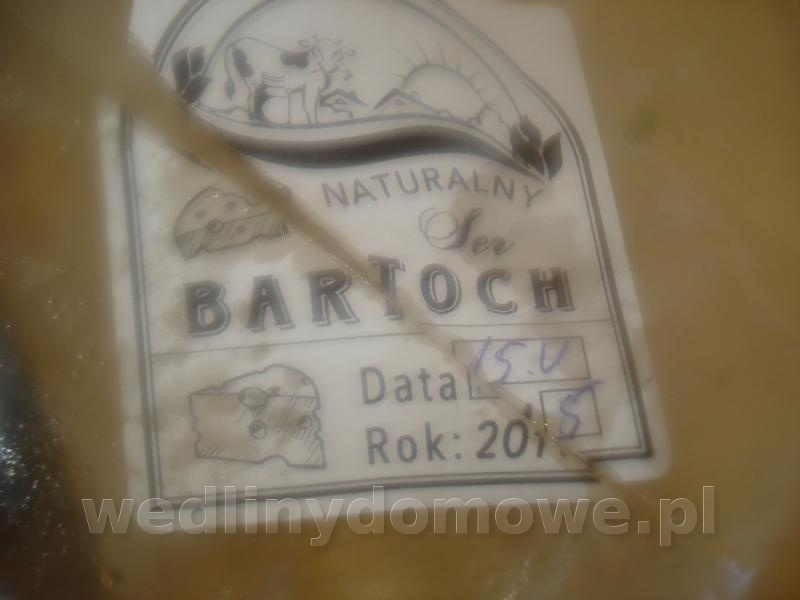 NATURALNY
Ser
BARTOCH
Data 15.V
Rok: 201 5
wedlinydomowe.pl